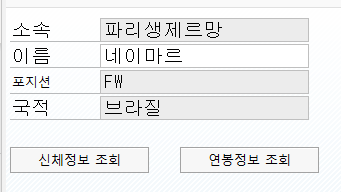 소속 파리생제르망
이름 네이마르
포지션 FW
국적 브라질
신체정보 조회 연봉정보 조회